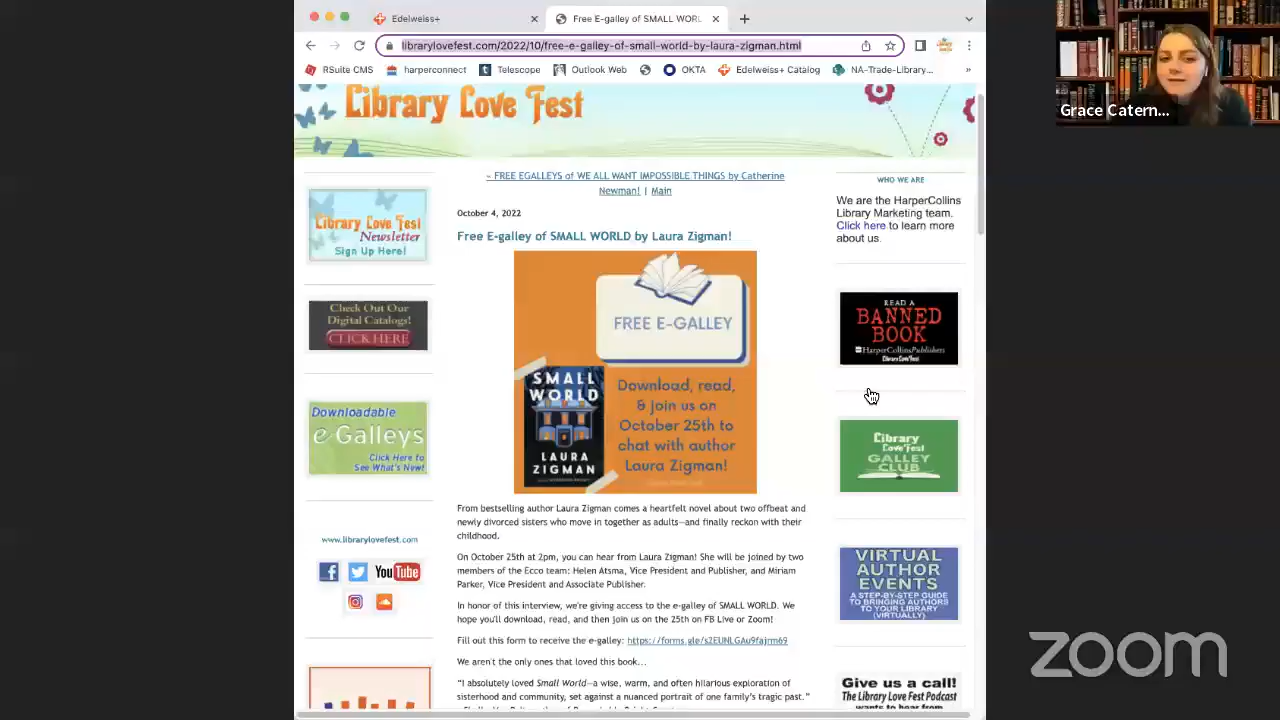 Edelweiss+
Free E-galley of SMALL WORL
librarylovefest.com/2022/10/free-e-galley-of-small-world-by-laura-zigman.html
RSuite CMS
harperconnect
Telescope
Outlook Web
OKTA
Edelweiss+ Catalog
NA-Trade-Library...
»
Grace Catern...
Library Love Fest
« FREE EGALLEYS of WE ALL WANT IMPOSSIBLE THINGS by Catherine
Newman! | Main
October 4, 2022
Free E-galley of SMALL WORLD by Laura Zigman!
FREE E-GALLEY
SMALL
WORLD
LAURA
ZIGMAN
Download, read,
& join us on
October 25th to
chat with author
Laura Zigman!
From bestselling author Laura Zigman comes a heartfelt novel about two offbeat and
newly divorced sisters who move in together as adults—and finally reckon with their
childhood.
On October 25th at 2pm, you can hear from Laura Zigman! She will be joined by two
members of the Ecco team: Helen Atsma, Vice President and Publisher, and Miriam
Parker, Vice President and Associate Publisher.
In honor of this interview, we're giving access to the e-galley of SMALL WORLD. We
hope you'll download, read, and then join us on the 25th on FB Live or Zoom!
Fill out this form to receive the e-galley: https://forms.gle/s2EUNLGAu9fajrm69
We aren't the only ones that loved this book...
"I absolutely loved Small World—a wise, warm, and often hilarious exploration of
sisterhood and community, set against a nuanced portrait of one family's tragic past."
Library Love Fest
Newsletter
Sign Up Here!
Check Out Our
Digital Catalogs!
CLICK HERE
Downloadable
eGalleys
Click Here to
See What's New!
www.librarylovefest.com
YouTube
WHO WE ARE
We are the HarperCollins
Library Marketing team.
Click here to learn more
about us.
READ A
BANNED
BOOK
HarperCollinsPublishers
Library Love Fest
Library
Love Fest
GALLEY
CLUB
VIRTUAL
AUTHOR
EVENTS
A STEP-BY-STEP GUIDE
TO BRINGING AUTHORS
TO YOUR LIBRARY
(VIRTUALLY)
Give us a call!
The Library Love Fest Podcast
wants to hear from
zoom